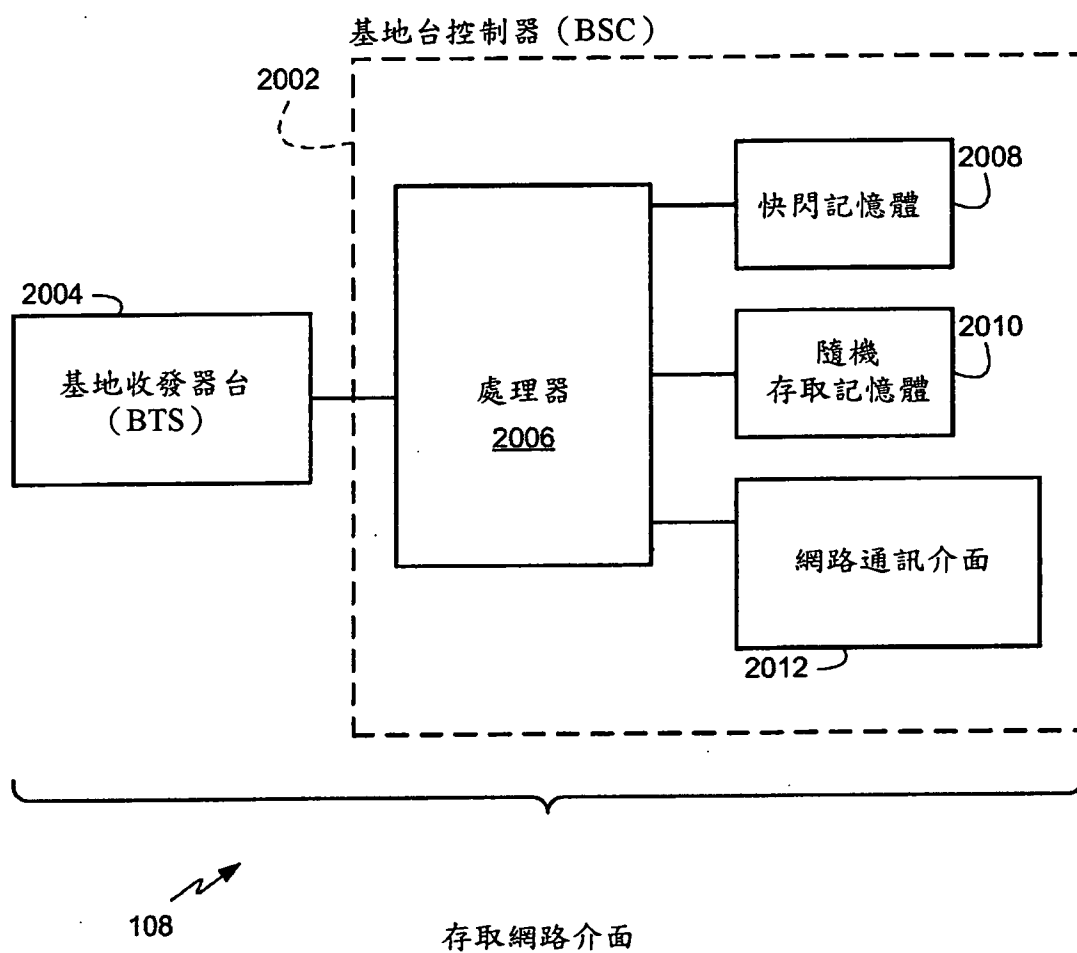 基地台控制器（BSC）
2002
2008
快閃記憶體
2004
基地收發器台
（BTS）
處理器
2006
2010
隨機
存取記憶體
網路通訊介面
2012
108
存取網路介面